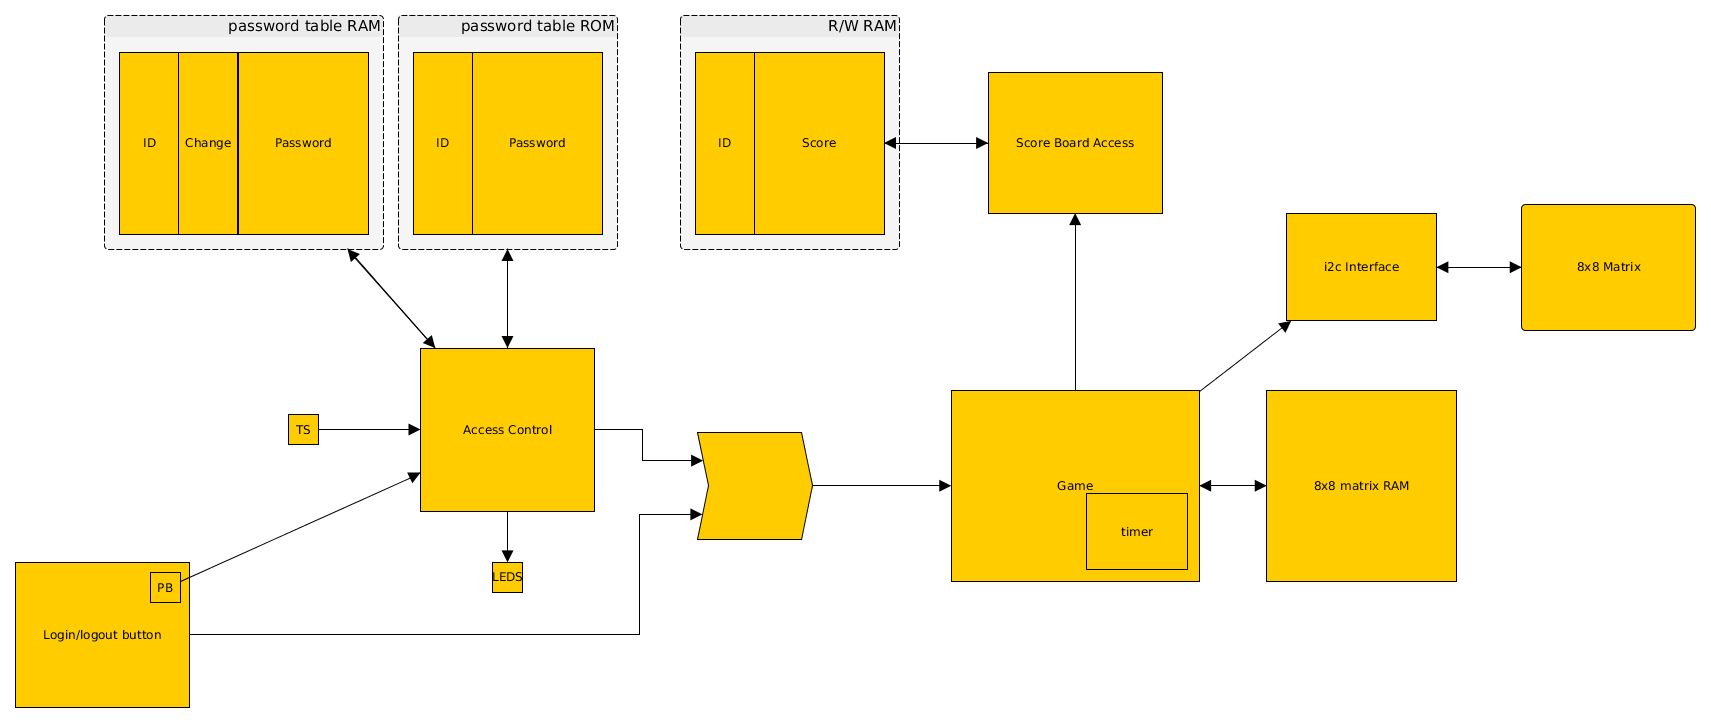 password table RAM
password table ROM
R/W RAM
ID
Change
Password
ID
Password
ID
Score
Score Board Access
i2c Interface
8x8 Matrix
TS
Access Control
Game
timer
8x8 matrix RAM
LEDS
PB
Login/logout button